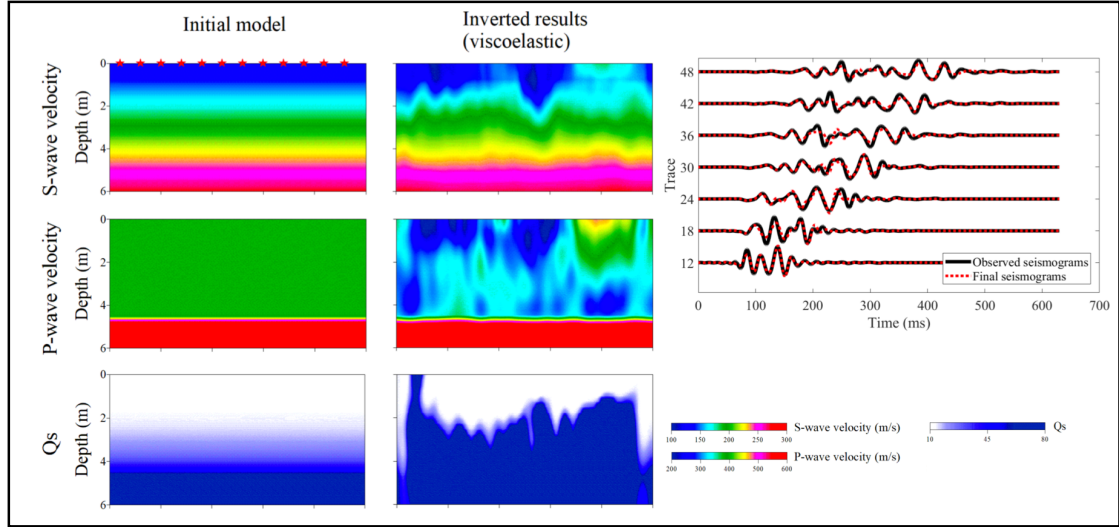 Initial model
Inverted results
(viscoelastic)
S-wave velocity
Depth (m)
0
2
4
6
P-wave velocity
Depth (m)
0
2
4
6
Qs
Depth (m)
0
2
4
6
Trace
48
42
36
30
24
18
12
Observed seismograms
Final seismograms
0 100 200 300 400 500 600 700
Time (ms)
S-wave velocity (m/s)
100 150 200 250 300
P-wave velocity (m/s)
200 300 400 500 600
Qs
10 45 80